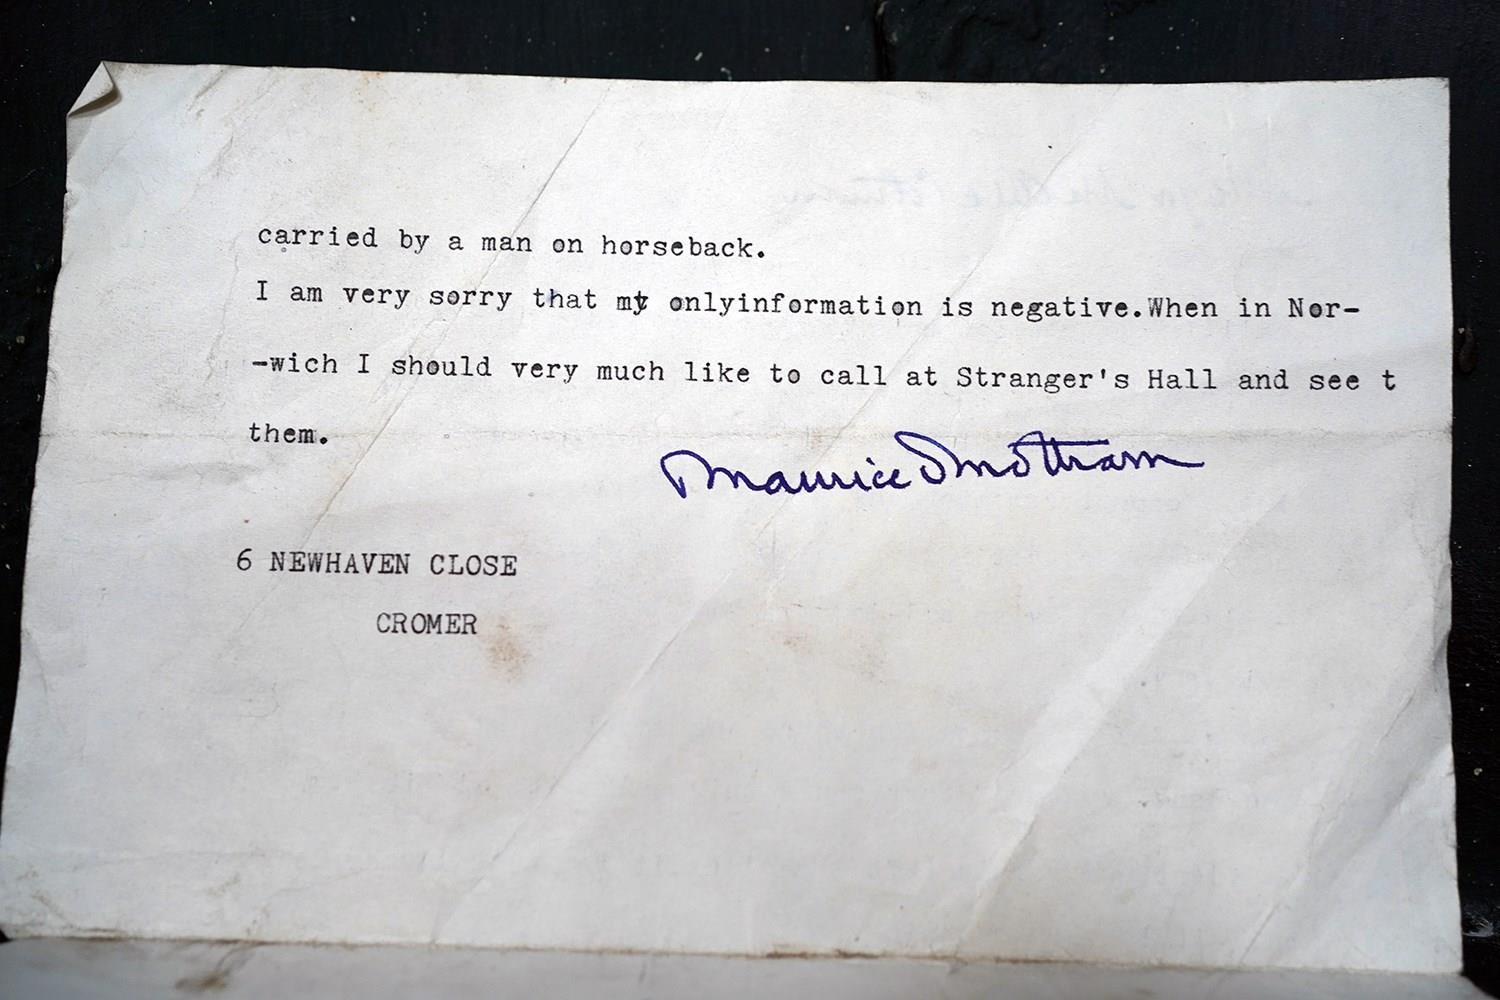 carried by a man on horseback.
I am very sorry that my onlyinformation is negative.When in Nor-
-wich I should very much like to call at Stranger's Hall and see t
them.
Maurice J Mottram
6 NEWHAVEN CLOSE
CROMER